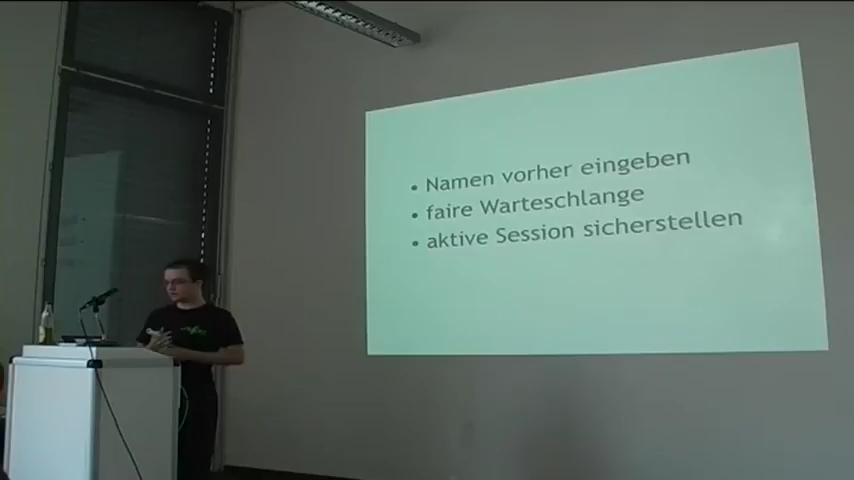 • Namen vorher eingeben
• faire Warteschlange
• aktive Session sicherstellen